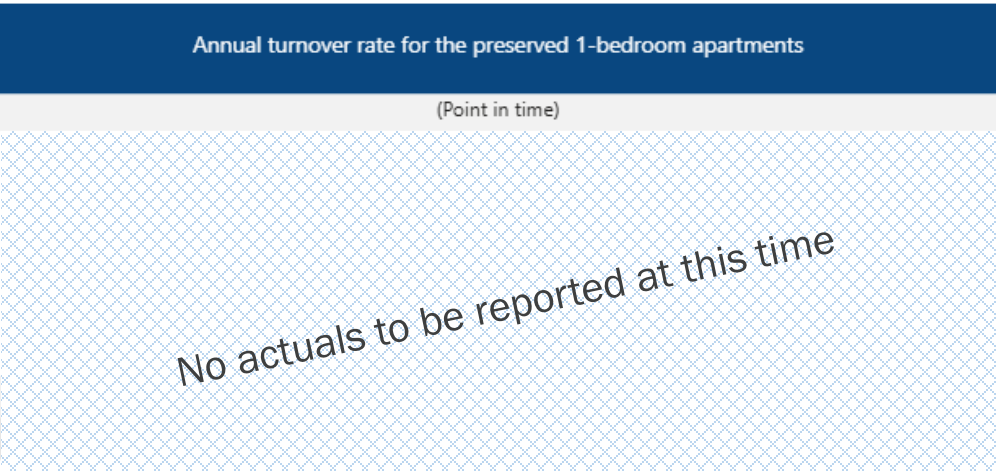 Annual turnover rate for the preserved 1-bedroom apartments
(Point in time)
No actuals to be reported at this time